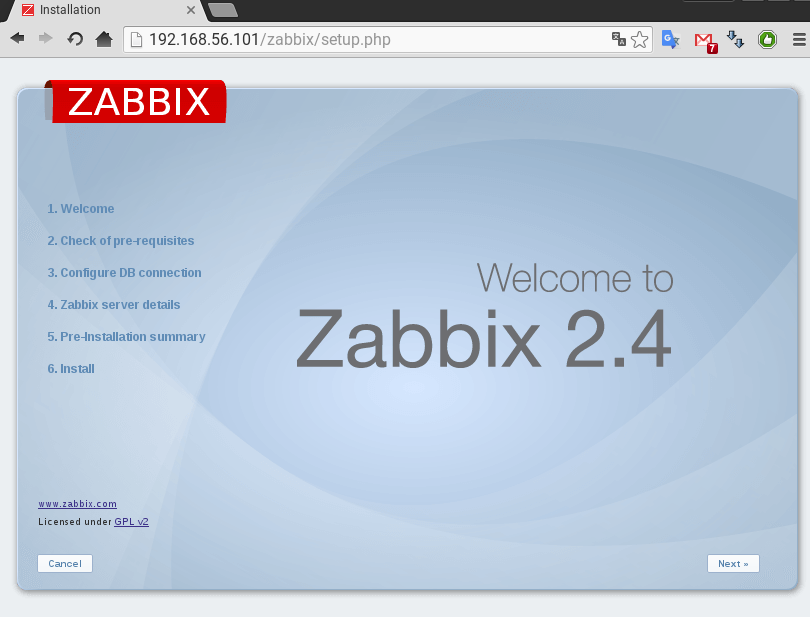 Installation
192.168.56.101/zabbix/setup.php
7
ZABBIX
1. Welcome
2. Check of pre-requisites
3. Configure DB connection
4. Zabbix server details
5. Pre-Installation summary
6. Install
Welcome to
Zabbix 2.4
www.zabbix.com
Licensed under GPL v2
Cancel
Next »